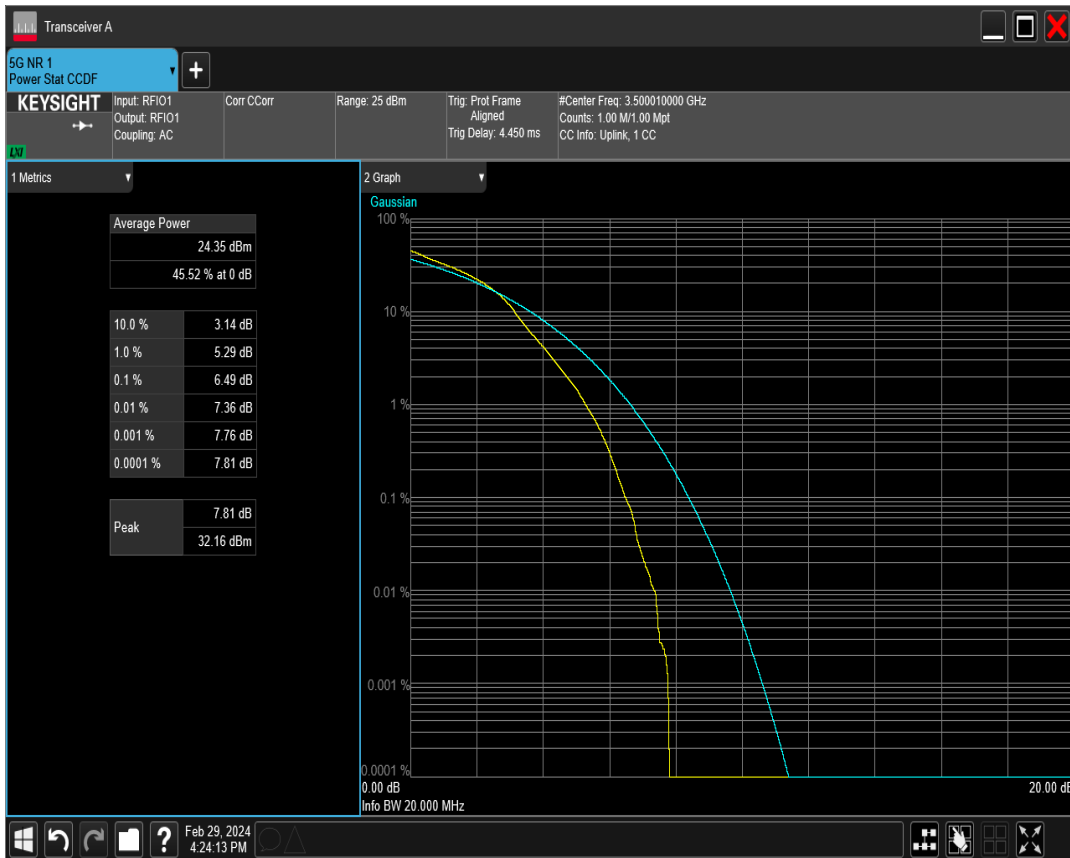 Transceiver A
5G NR 1
Power Stat CCDF
KEYSIGHT
LXI
Input: RFIO1
Output: RFIO1
Coupling: AC
Corr CCorr
Range: 25 dBm
Trig: Prot Frame
Aligned
Trig Delay: 4.450 ms
#Center Freq: 3.500010000 GHz
Counts: 1.00 M/1.00 Mpt
CC Info: Uplink, 1 CC
1 Metrics
Average Power
24.35 dBm
45.52 % at 0 dB
10.0 % 3.14 dB
1.0 % 5.29 dB
0.1 % 6.49 dB
0.01 % 7.36 dB
0.001 % 7.76 dB
0.0001 % 7.81 dB
Peak 7.81 dB
32.16 dBm
2 Graph
Gaussian
100 %
10 %
1 %
0.1 %
0.01 %
0.001 %
0.0001 %
0.00 dB 20.00 dB
Info BW 20.000 MHz
Feb 29, 2024
4:24:13 PM